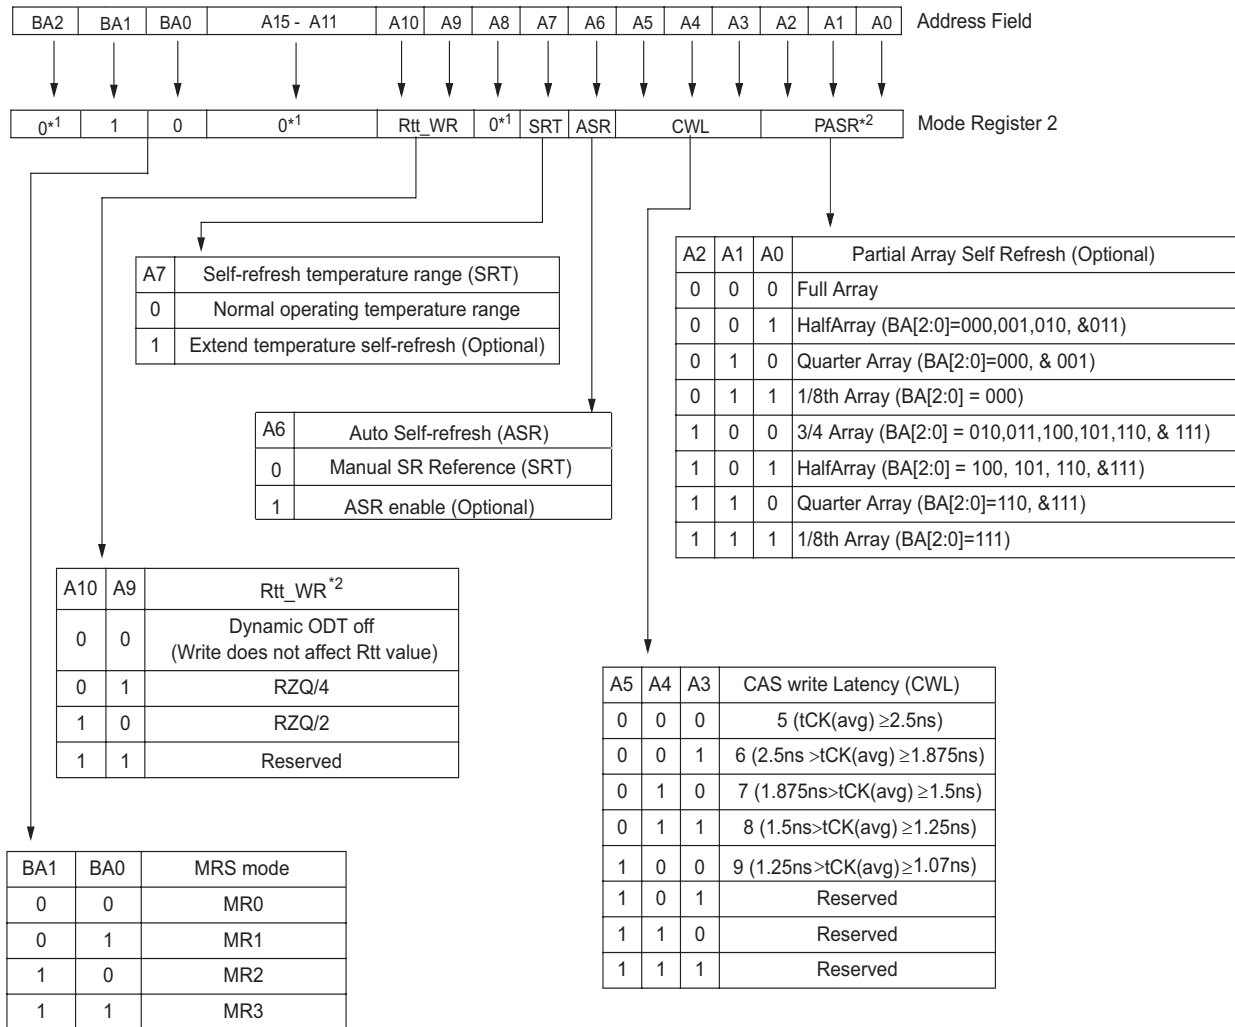 BA2 BA1 BA0 A15 - A11 A10 A9 A8 A7 A6 A5 A4 A3 A2 A1 A0 Address Field
0*1 1 0 0*1 Rtt_WR 0*1 SRT ASR CWL PASR*2 Mode Register 2
A7 Self-refresh temperature range (SRT)
0 Normal operating temperature range
1 Extend temperature self-refresh (Optional)
A2 A1 A0 Partial Array Self Refresh (Optional)
0 0 0 Full Array
0 0 1 HalfArray (BA[2:0]=000,001,010, &011)
0 1 0 Quarter Array (BA[2:0]=000, & 001)
0 1 1 1/8th Array (BA[2:0] = 000)
1 0 0 3/4 Array (BA[2:0] = 010,011,100,101,110, & 111)
1 0 1 HalfArray (BA[2:0] = 100, 101, 110, &111)
1 1 0 Quarter Array (BA[2:0]=110, &111)
1 1 1 1/8th Array (BA[2:0]=111)
A6 Auto Self-refresh (ASR)
0 Manual SR Reference (SRT)
1 ASR enable (Optional)
A10 A9 Rtt_WR*2
0 0 Dynamic ODT off
(Write does not affect Rtt value)
0 1 RZQ/4
1 0 RZQ/2
1 1 Reserved
A5 A4 A3 CAS write Latency (CWL)
0 0 0 5 (tCK(avg) ≥2.5ns)
0 0 1 6 (2.5ns >tCK(avg) ≥1.875ns)
0 1 0 7 (1.875ns>tCK(avg) ≥1.5ns)
0 1 1 8 (1.5ns>tCK(avg) ≥1.25ns)
1 0 0 9 (1.25ns>tCK(avg) ≥1.07ns)
1 0 1 Reserved
1 1 0 Reserved
1 1 1 Reserved
BA1 BA0 MRS mode
0 0 MR0
0 1 MR1
1 0 MR2
1 1 MR3